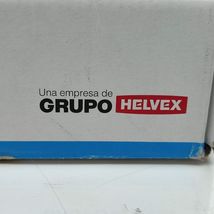 Una empresa de
GRUPO HELVEX